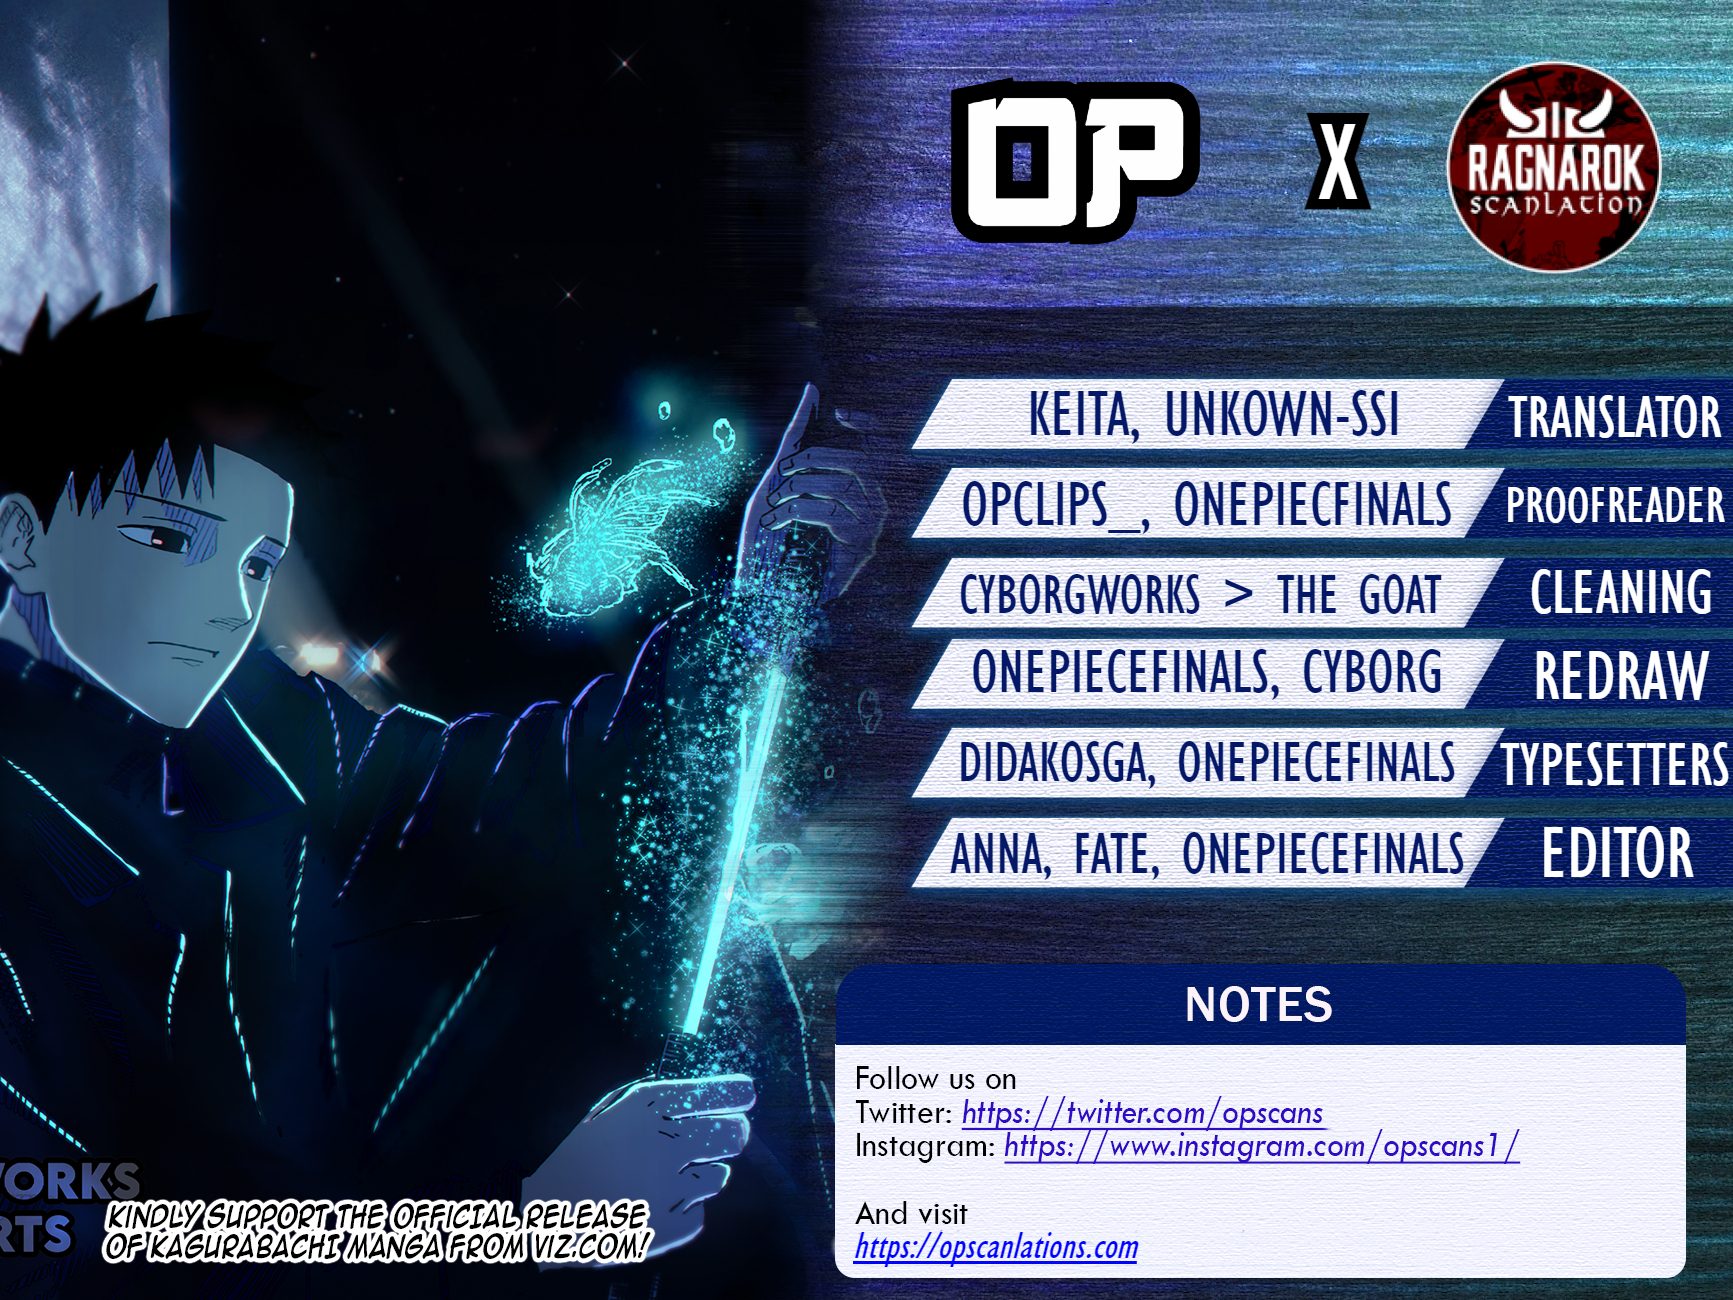 OP X RAGNAROK
SCANLATION
KEITA, UNKOWN-SSI TRANSLATOR
OPCLIPS_, ONEPIECFINALS PROOFREADER
CYBORGWORKS > THE GOAT CLEANING
ONEPIECEFINALS, CYBORG REDRAW
DIDAKOSGA, ONEPIECEFINALS TYPESETTERS
ANNA, FATE, ONEPIECEFINALS EDITOR
NOTES
Follow us on
Twitter: https://twitter.com/opscans
Instagram: https://www.instagram.com/opscans1/
And visit
https://opscanlations.com
ORKS
RTS
KINDLY SUPPORT THE OFFICIAL RELEASE
OF KAGURABACHI MANGA FROM VIZ.COM!